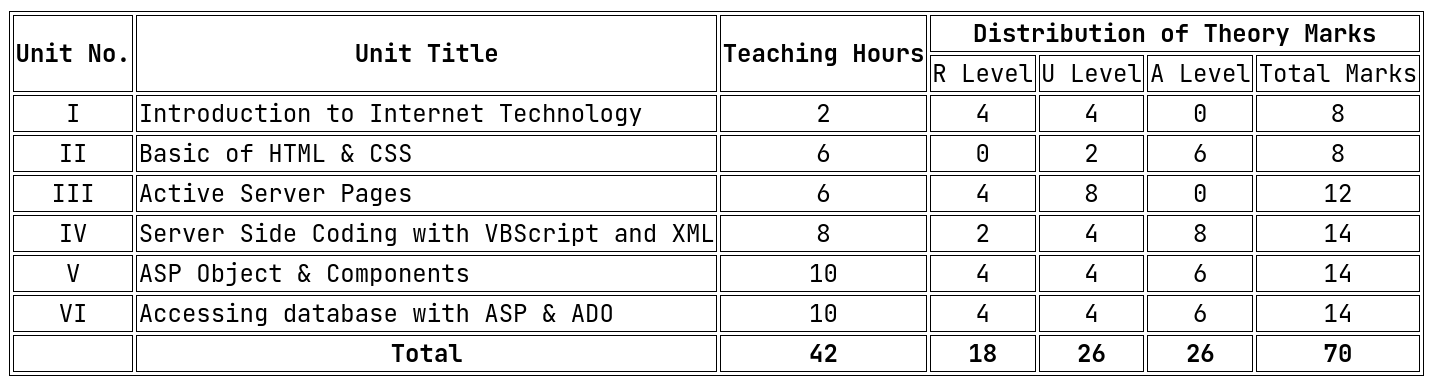 Unit No. Unit Title Teaching Hours Distribution of Theory Marks
R Level U Level A Level Total Marks
I Introduction to Internet Technology 2 4 4 0 8
II Basic of HTML & CSS 6 0 2 6 8
III Active Server Pages 6 4 8 0 12
IV Server Side Coding with VBScript and XML 8 2 4 8 14
V ASP Object & Components 10 4 4 6 14
VI Accessing database with ASP & ADO 10 4 4 6 14
Total 42 18 26 26 70